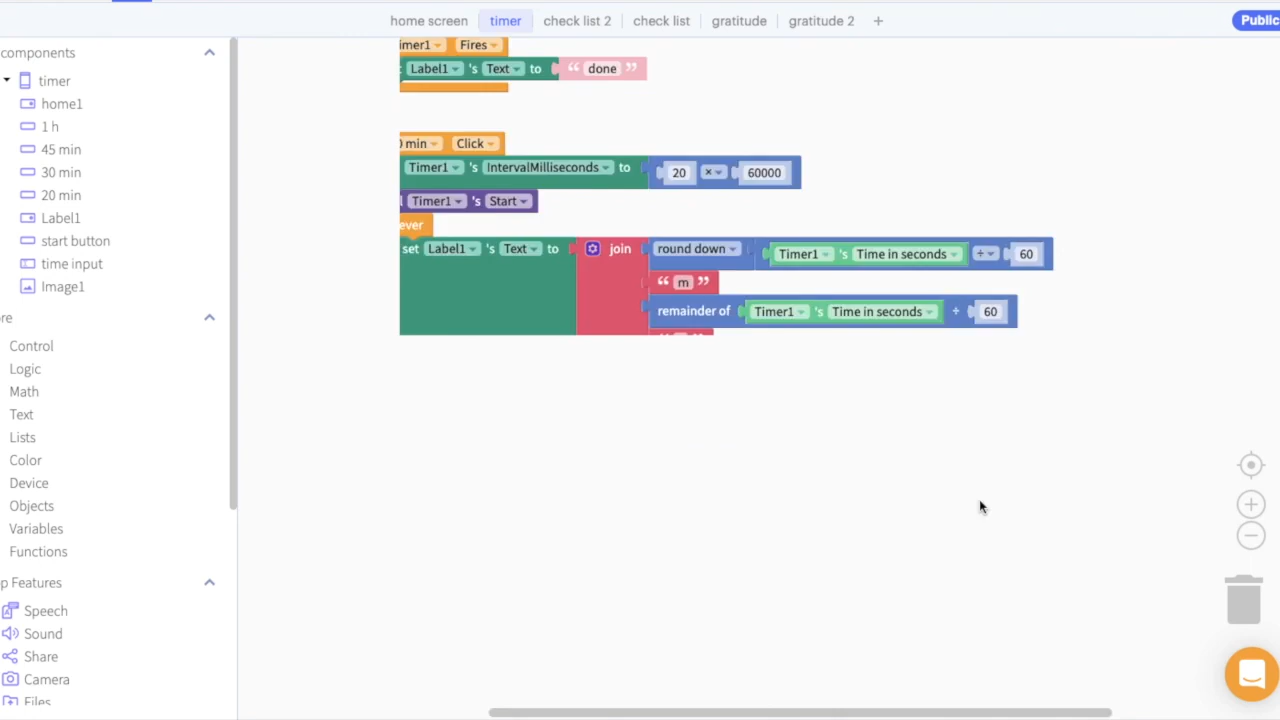 home screen timer check list 2 check list gratitude gratitude 2 +
Public
components
timer
home1
1 h
45 min
30 min
20 min
Label1
start button
time input
Image1
re
Control
Logic
Math
Text
Lists
Color
Device
Objects
Variables
Functions
p Features
Speech
Sound
Share
Camera
Files
imer1 Fires
Label1 's Text to “ done ”
min Click
Timer1 's IntervalMilliseconds to 20 × 60000
Timer1 's Start
ever
set Label1 's Text to join round down Timer1 's Time in seconds ÷ 60
“ m ”
remainder of Timer1 's Time in seconds ÷ 60